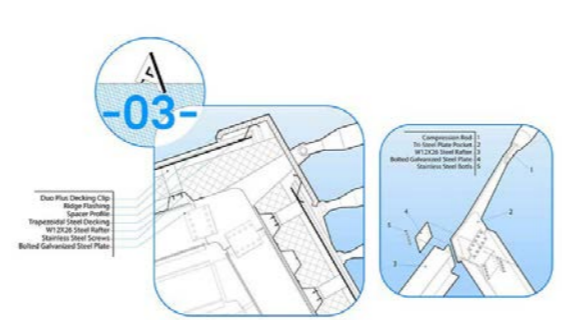 -03-
Duo Plus Decking Clip
Ridge Flashing
Spacer Profile
Trapezoidal Steel Decking
W12X26 Steel Rafter
Stainless Steel Screws
Bolted Galvanized Steel Plate
Compression Rod 1
Tri Steel Plate Pocket 2
W12X26 Steel Rafter 3
Bolted Galvanized Steel Plate 4
Stainless Steel Bolts 5
1
2
3
4
5